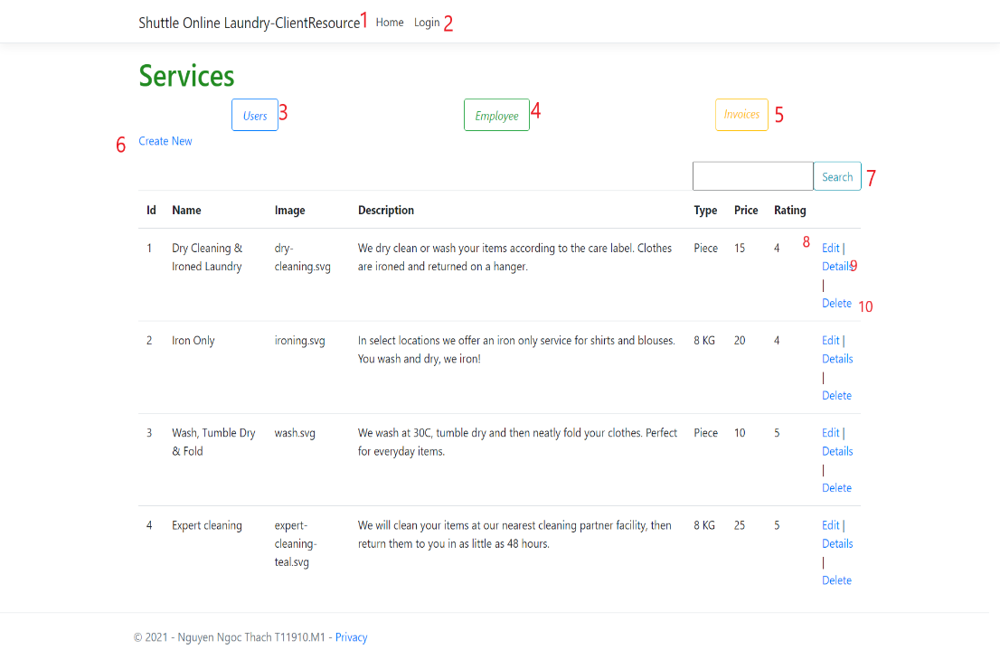 Shuttle Online Laundry-ClientResource 1 Home Login 2
Services
Users 3 Employee 4 Invoices 5
6 Create New
Search 7
Id Name Image Description Type Price Rating
1 Dry Cleaning & dry- We dry clean or wash your items according to the care label. Clothes Piece 15 4 8 Edit |
Ironed Laundry cleaning.svg are ironed and returned on a hanger. Details 9
|
Delete 10
2 Iron Only ironing.svg In select locations we offer an iron only service for shirts and blouses. 8 KG 20 4 Edit |
You wash and dry, we iron! Details
|
Delete
3 Wash, Tumble Dry wash.svg We wash at 30C, tumble dry and then neatly fold your clothes. Perfect Piece 10 5 Edit |
& Fold for everyday items. Details
|
Delete
4 Expert cleaning expert- We will clean your items at our nearest cleaning partner facility, then 8 KG 25 5 Edit |
cleaning- return them to you in as little as 48 hours. Details
teal.svg |
Delete
© 2021 - Nguyen Ngoc Thach T11910.M1 - Privacy